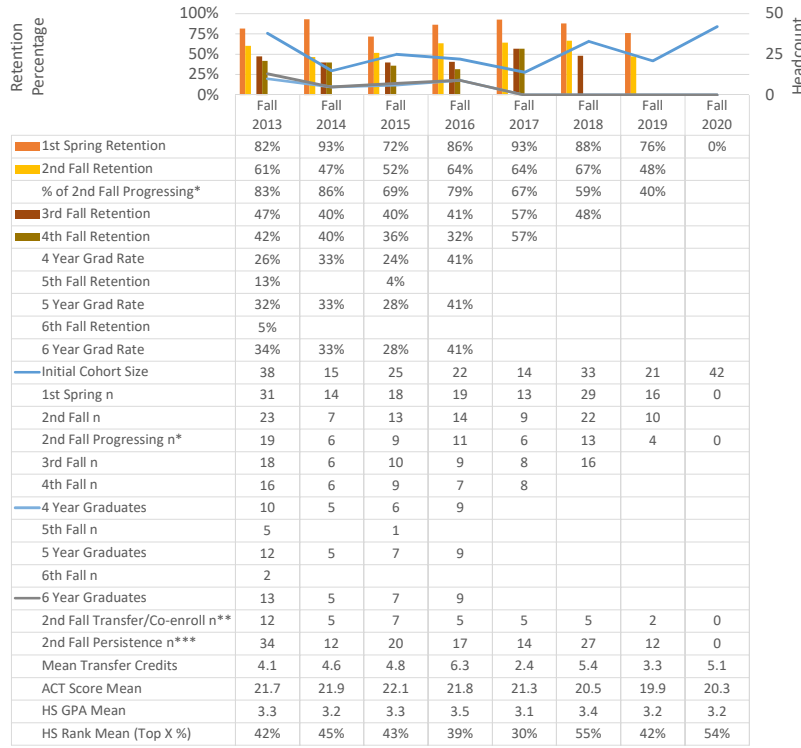 Retention
Percentage
100%
75%
50%
25%
0%
50
25
0
Headcount
Fall 2013 Fall 2014 Fall 2015 Fall 2016 Fall 2017 Fall 2018 Fall 2019 Fall 2020
1st Spring Retention 82% 93% 72% 86% 93% 88% 76% 0%
2nd Fall Retention 61% 47% 52% 64% 64% 67% 48%
% of 2nd Fall Progressing* 83% 86% 69% 79% 67% 59% 40%
3rd Fall Retention 47% 40% 40% 41% 57% 48%
4th Fall Retention 42% 40% 36% 32% 57%
4 Year Grad Rate 26% 33% 24% 41%
5th Fall Retention 13% 4%
5 Year Grad Rate 32% 33% 28% 41%
6th Fall Retention 5%
6 Year Grad Rate 34% 33% 28% 41%
Initial Cohort Size 38 15 25 22 14 33 21 42
1st Spring n 31 14 18 19 13 29 16 0
2nd Fall n 23 7 13 14 9 22 10
2nd Fall Progressing n* 19 6 9 11 6 13 4 0
3rd Fall n 18 6 10 9 8 16
4th Fall n 16 6 9 7 8
4 Year Graduates 10 5 6 9
5th Fall n 5 1
5 Year Graduates 12 5 7 9
6th Fall n 2
6 Year Graduates 13 5 7 9
2nd Fall Transfer/Co-enroll n** 12 5 7 5 5 5 2 0
2nd Fall Persistence n*** 34 12 20 17 14 27 12 0
Mean Transfer Credits 4.1 4.6 4.8 6.3 2.4 5.4 3.3 5.1
ACT Score Mean 21.7 21.9 22.1 21.8 21.3 20.5 19.9 20.3
HS GPA Mean 3.3 3.2 3.3 3.5 3.1 3.4 3.2 3.2
HS Rank Mean (Top X %) 42% 45% 43% 39% 30% 55% 42% 54%